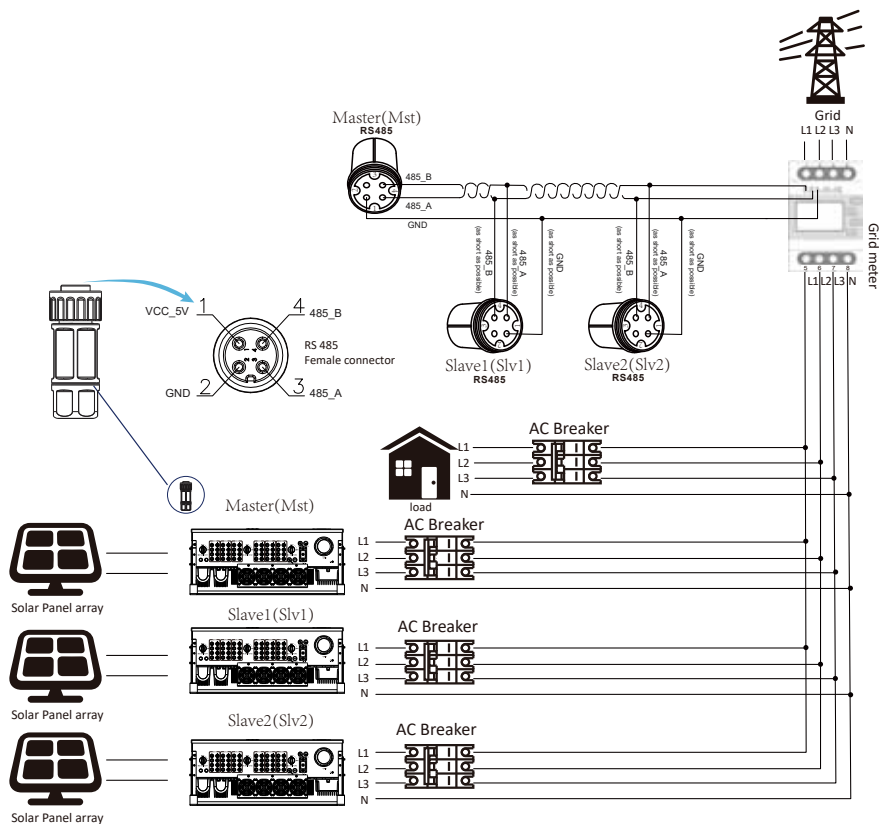 Grid
L1 L2 L3 N
Master(Mst)
RS485
485_B
485_A
GND
Grid meter
5 6 7 8
L1 L2 L3 N
485_B
(as short as possible)
485_A
(as short as possible)
GND
(as short as possible)
485_B
(as short as possible)
485_A
(as short as possible)
GND
(as short as possible)
Slave1(Slv1)
RS485
Slave2(Slv2)
RS485
VCC_5V
1
4
485_B
RS 485
Female connector
GND
2
3
485_A
AC Breaker
L1
L2
L3
N
load
Master(Mst)
AC Breaker
L1
L2
L3
N
Solar Panel array
Slave1(Slv1)
AC Breaker
L1
L2
L3
N
Solar Panel array
Slave2(Slv2)
AC Breaker
L1
L2
L3
N
Solar Panel array